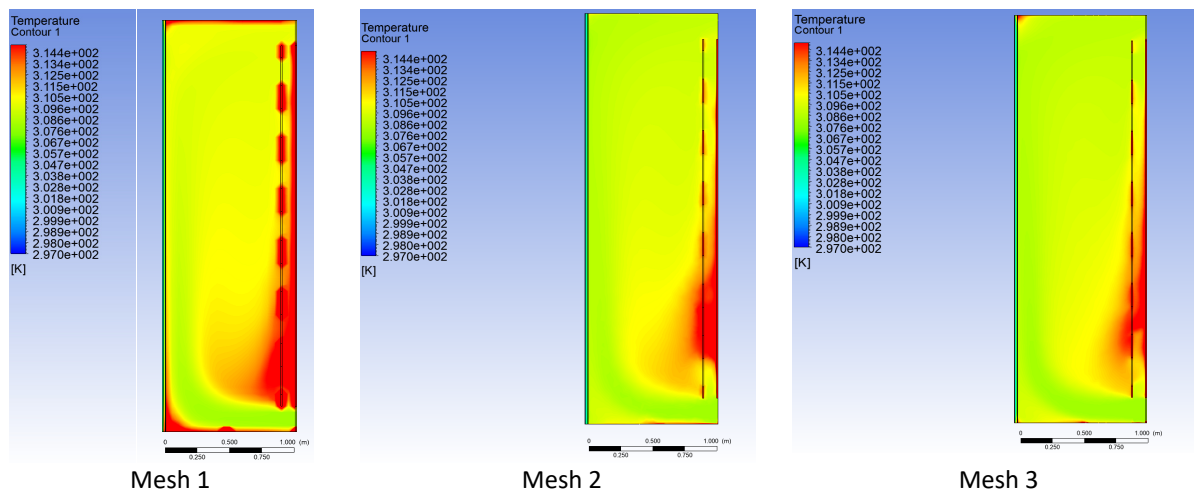 Temperature
Contour 1
3.144e+002
3.134e+002
3.125e+002
3.115e+002
3.105e+002
3.096e+002
3.086e+002
3.076e+002
3.067e+002
3.057e+002
3.047e+002
3.038e+002
3.028e+002
3.018e+002
3.009e+002
2.999e+002
2.989e+002
2.980e+002
2.970e+002
[K]
0 0.500 1.000 (m)
0.250 0.750
Mesh 1
Temperature
Contour 1
3.144e+002
3.134e+002
3.125e+002
3.115e+002
3.105e+002
3.096e+002
3.086e+002
3.076e+002
3.067e+002
3.057e+002
3.047e+002
3.038e+002
3.028e+002
3.018e+002
3.009e+002
2.999e+002
2.989e+002
2.980e+002
2.970e+002
[K]
0 0.500 1.000 (m)
0.250 0.750
Mesh 2
Temperature
Contour 1
3.144e+002
3.134e+002
3.125e+002
3.115e+002
3.105e+002
3.096e+002
3.086e+002
3.076e+002
3.067e+002
3.057e+002
3.047e+002
3.038e+002
3.028e+002
3.018e+002
3.009e+002
2.999e+002
2.989e+002
2.980e+002
2.970e+002
[K]
0 0.500 1.000 (m)
0.250 0.750
Mesh 3